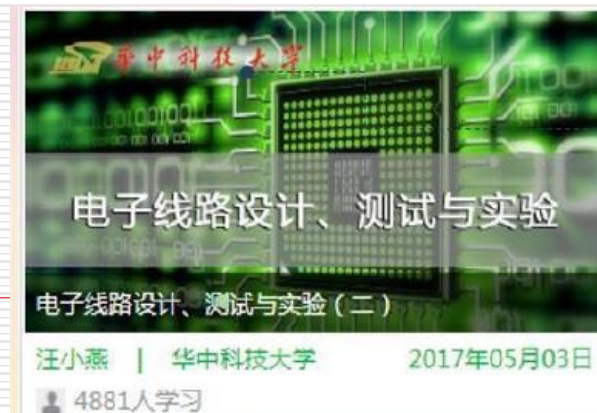 华中科技大学
电子线路设计、测试与实验
电子线路设计、测试与实验（二）
汪小燕 | 华中科技大学 2017年05月03日
4881人学习